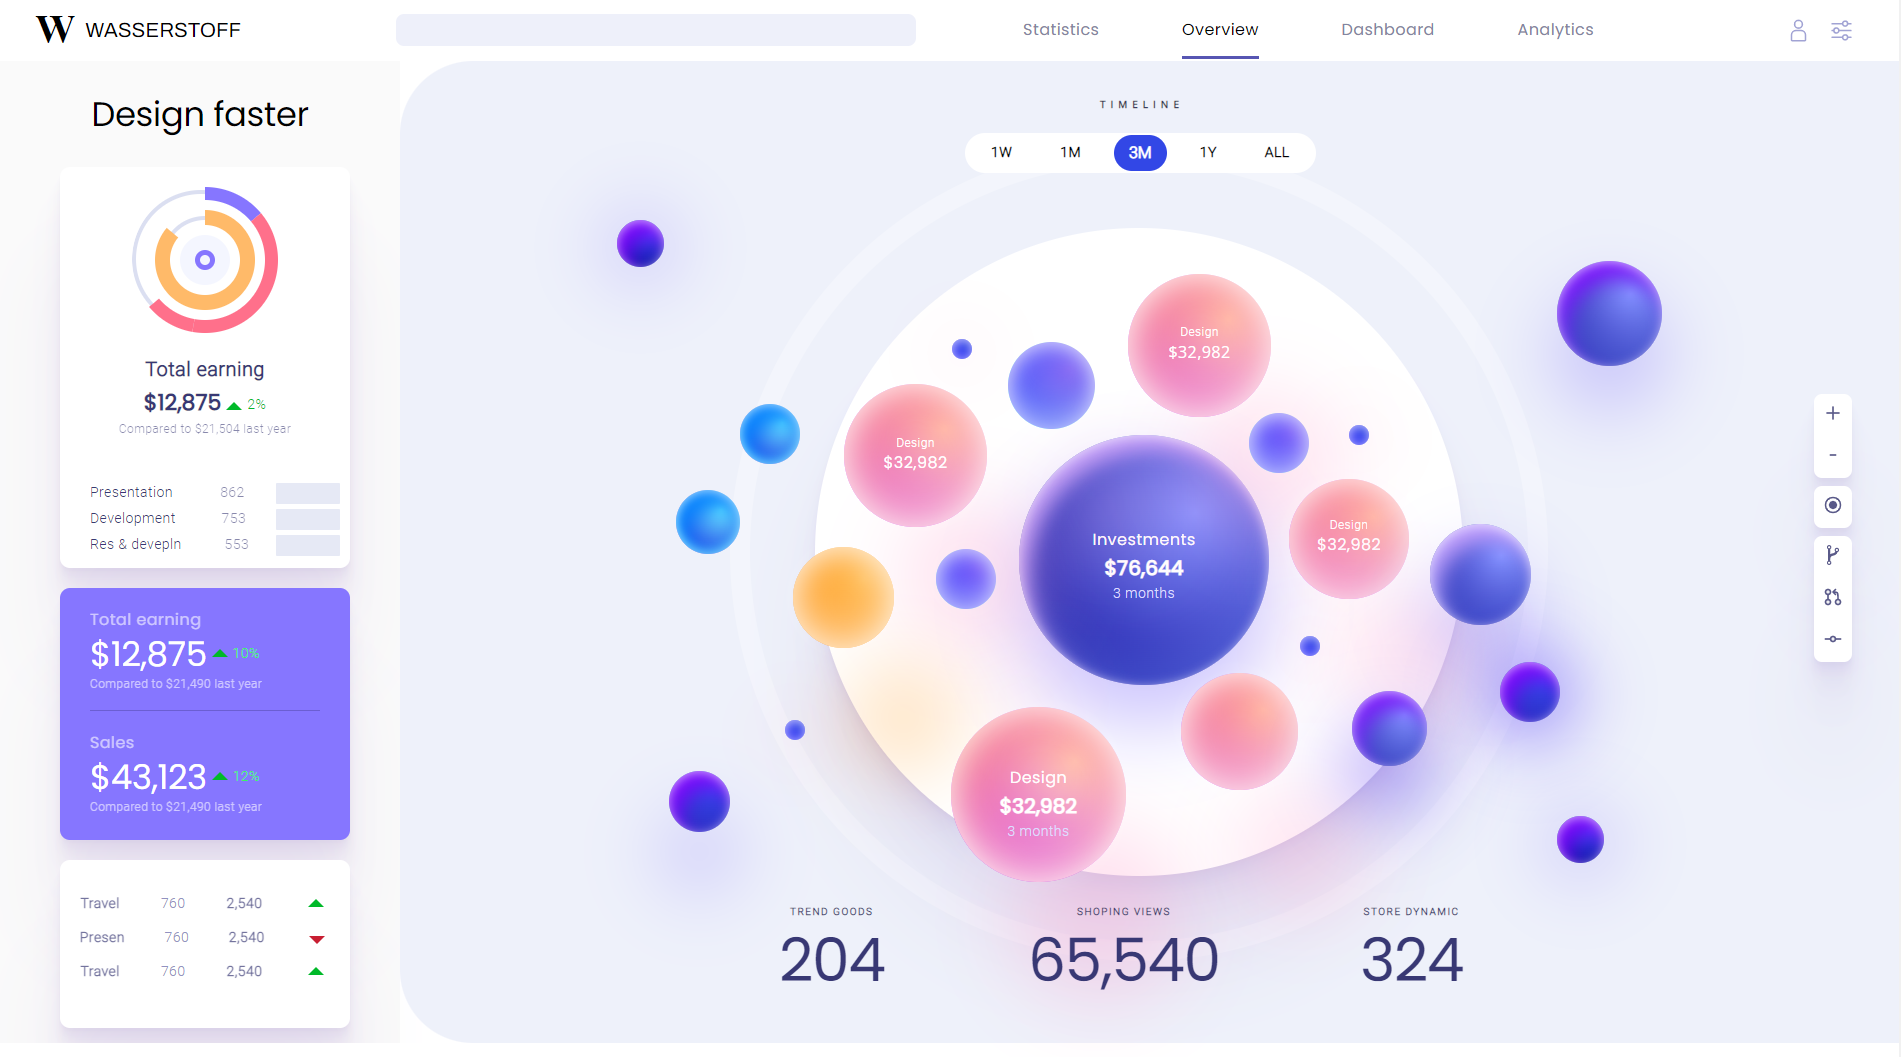 W WASSERSTOFF
Statistics
Overview
Dashboard
Analytics
Design faster
Total earning
$12,875 2%
Compared to $21,504 last year
Presentation 862
Development 753
Res & devepln 553
Total earning
$12,875 10%
Compared to $21,490 last year
Sales
$43,123 12%
Compared to $21,490 last year
Travel 760 2,540
Presen 760 2,540
Travel 760 2,540
TIMELINE
1W 1M 3M 1Y ALL
Design
$32,982
Design
$32,982
Investments
$76,644
3 months
Design
$32,982
Design
$32,982
3 months
TREND GOODS
204
SHOPING VIEWS
65,540
STORE DYNAMIC
324
+
-